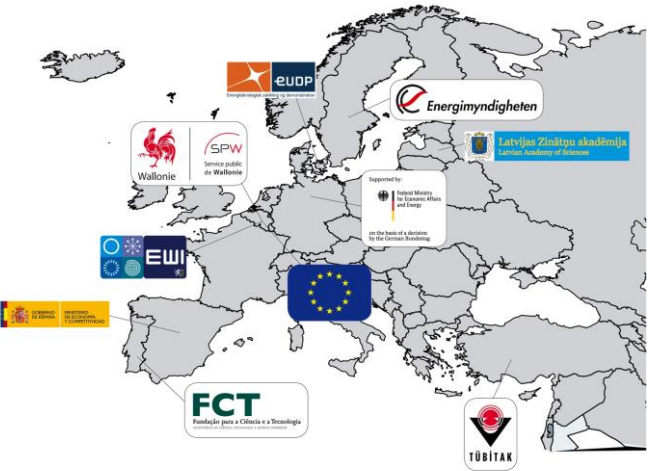 EUDP
Energiteknologisk udvikling og demonstration
Energimyndigheten
Latvijas Zinātņu akadēmija
Latvian Academy of Sciences
Wallonie
SPW
Service public
de Wallonie
Supported by:
Federal Ministry
for Economic Affairs
and Energy
on the basis of a decision
by the German Bundestag
EWI
GOBIERNO
DE ESPAÑA
MINISTERIO
DE ECONOMÍA
Y COMPETITIVIDAD
FCT
Fundação para a Ciência e a Tecnologia
TÜBİTAK